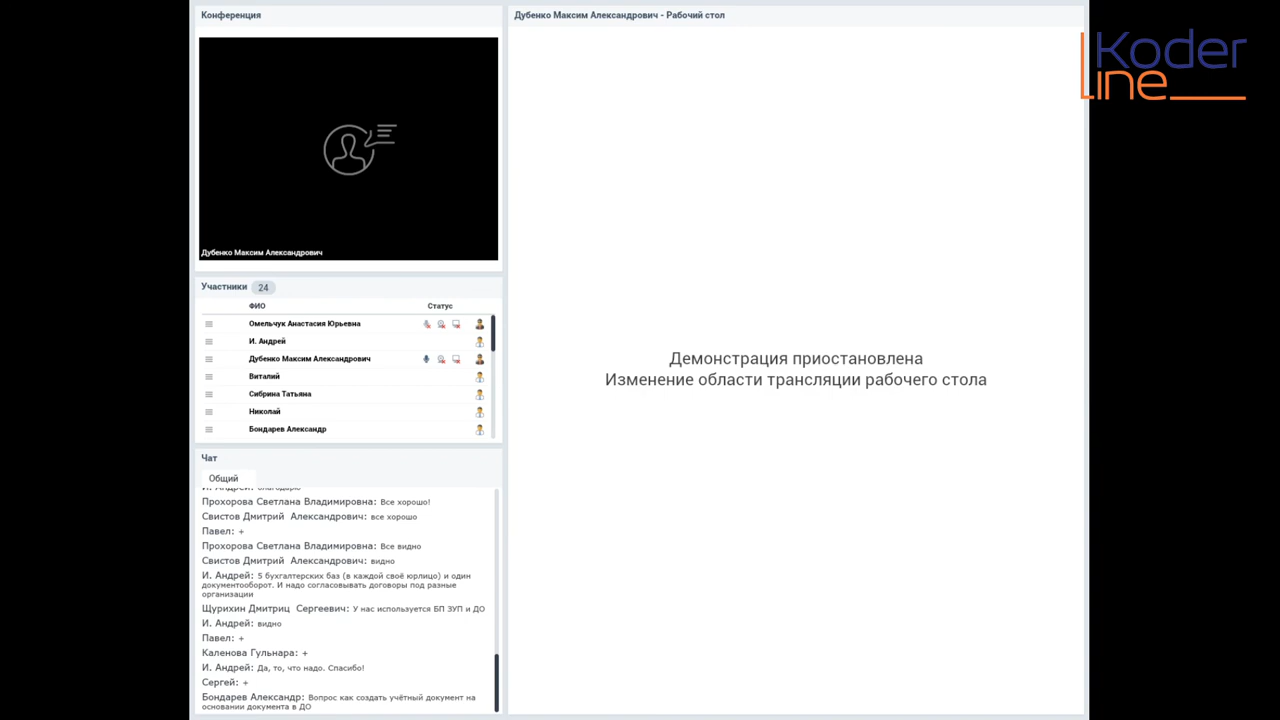 Конференция
Дубенко Максим Александрович - Рабочий стол
Koder
Line
Дубенко Максим Александрович
Участники 24
ФИО Статус
Омельчук Анастасия Юрьевна
И. Андрей
Дубенко Максим Александрович
Виталий
Сибрина Татьяна
Николай
Бондарев Александр
Демонстрация приостановлена
Изменение области трансляции рабочего стола
Чат
Общий
И. Андрей: благодарю
Прохорова Светлана Владимировна: Все хорошо!
Свистов Дмитрий Александрович: все хорошо
Павел: +
Прохорова Светлана Владимировна: Все видно
Свистов Дмитрий Александрович: видно
И. Андрей: 5 бухгалтерских баз (в каждой своё юрлицо) и один
документооборот. И надо согласовывать договоры под разные
организации
Щурихин Дмитриц Сергеевич: У нас используется БП ЗУП и ДО
И. Андрей: видно
Павел: +
Каленова Гульнара: +
И. Андрей: Да, то, что надо. Спасибо!
Сергей: +
Бондарев Александр: Вопрос как создать учётный документ на
основании документа в ДО